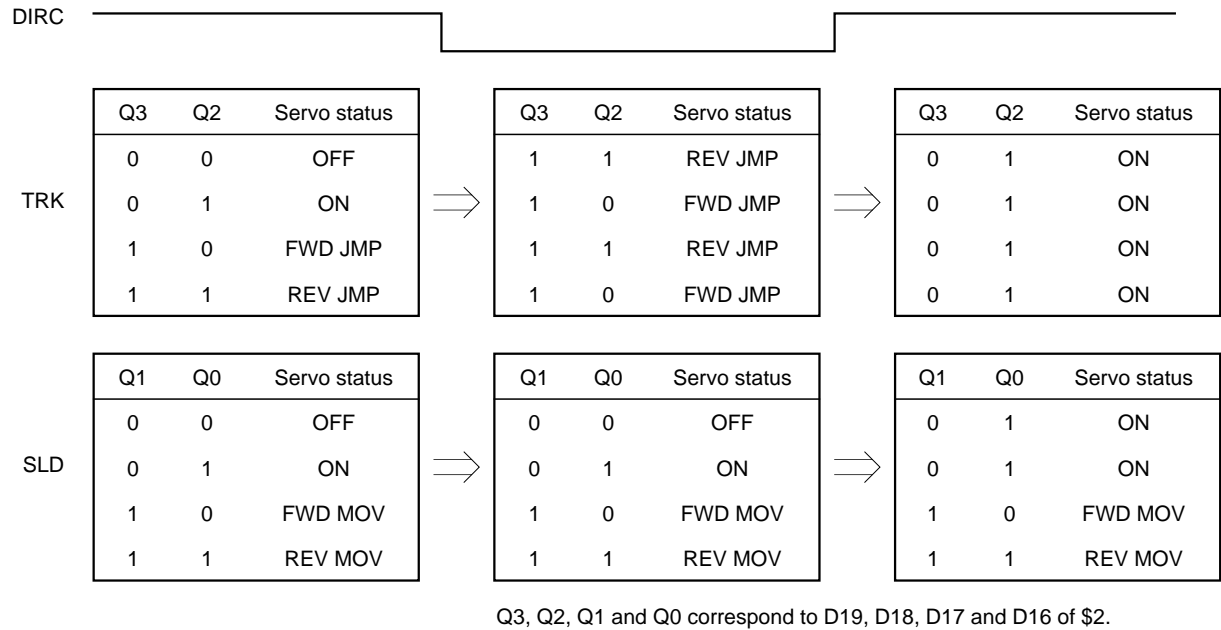 DIRC
Q3 Q2 Servo status Q3 Q2 Servo status Q3 Q2 Servo status
0 0 OFF 1 1 REV JMP 0 1 ON
TRK 0 1 ON 1 0 FWD JMP 0 1 ON
1 0 FWD JMP 1 1 REV JMP 0 1 ON
1 1 REV JMP 1 0 FWD JMP 0 1 ON
Q1 Q0 Servo status Q1 Q0 Servo status Q1 Q0 Servo status
0 0 OFF 0 0 OFF 0 1 ON
SLD 0 1 ON 0 1 ON 0 1 ON
1 0 FWD MOV 1 0 FWD MOV 1 0 FWD MOV
1 1 REV MOV 1 1 REV MOV 1 1 REV MOV
Q3, Q2, Q1 and Q0 correspond to D19, D18, D17 and D16 of $2.